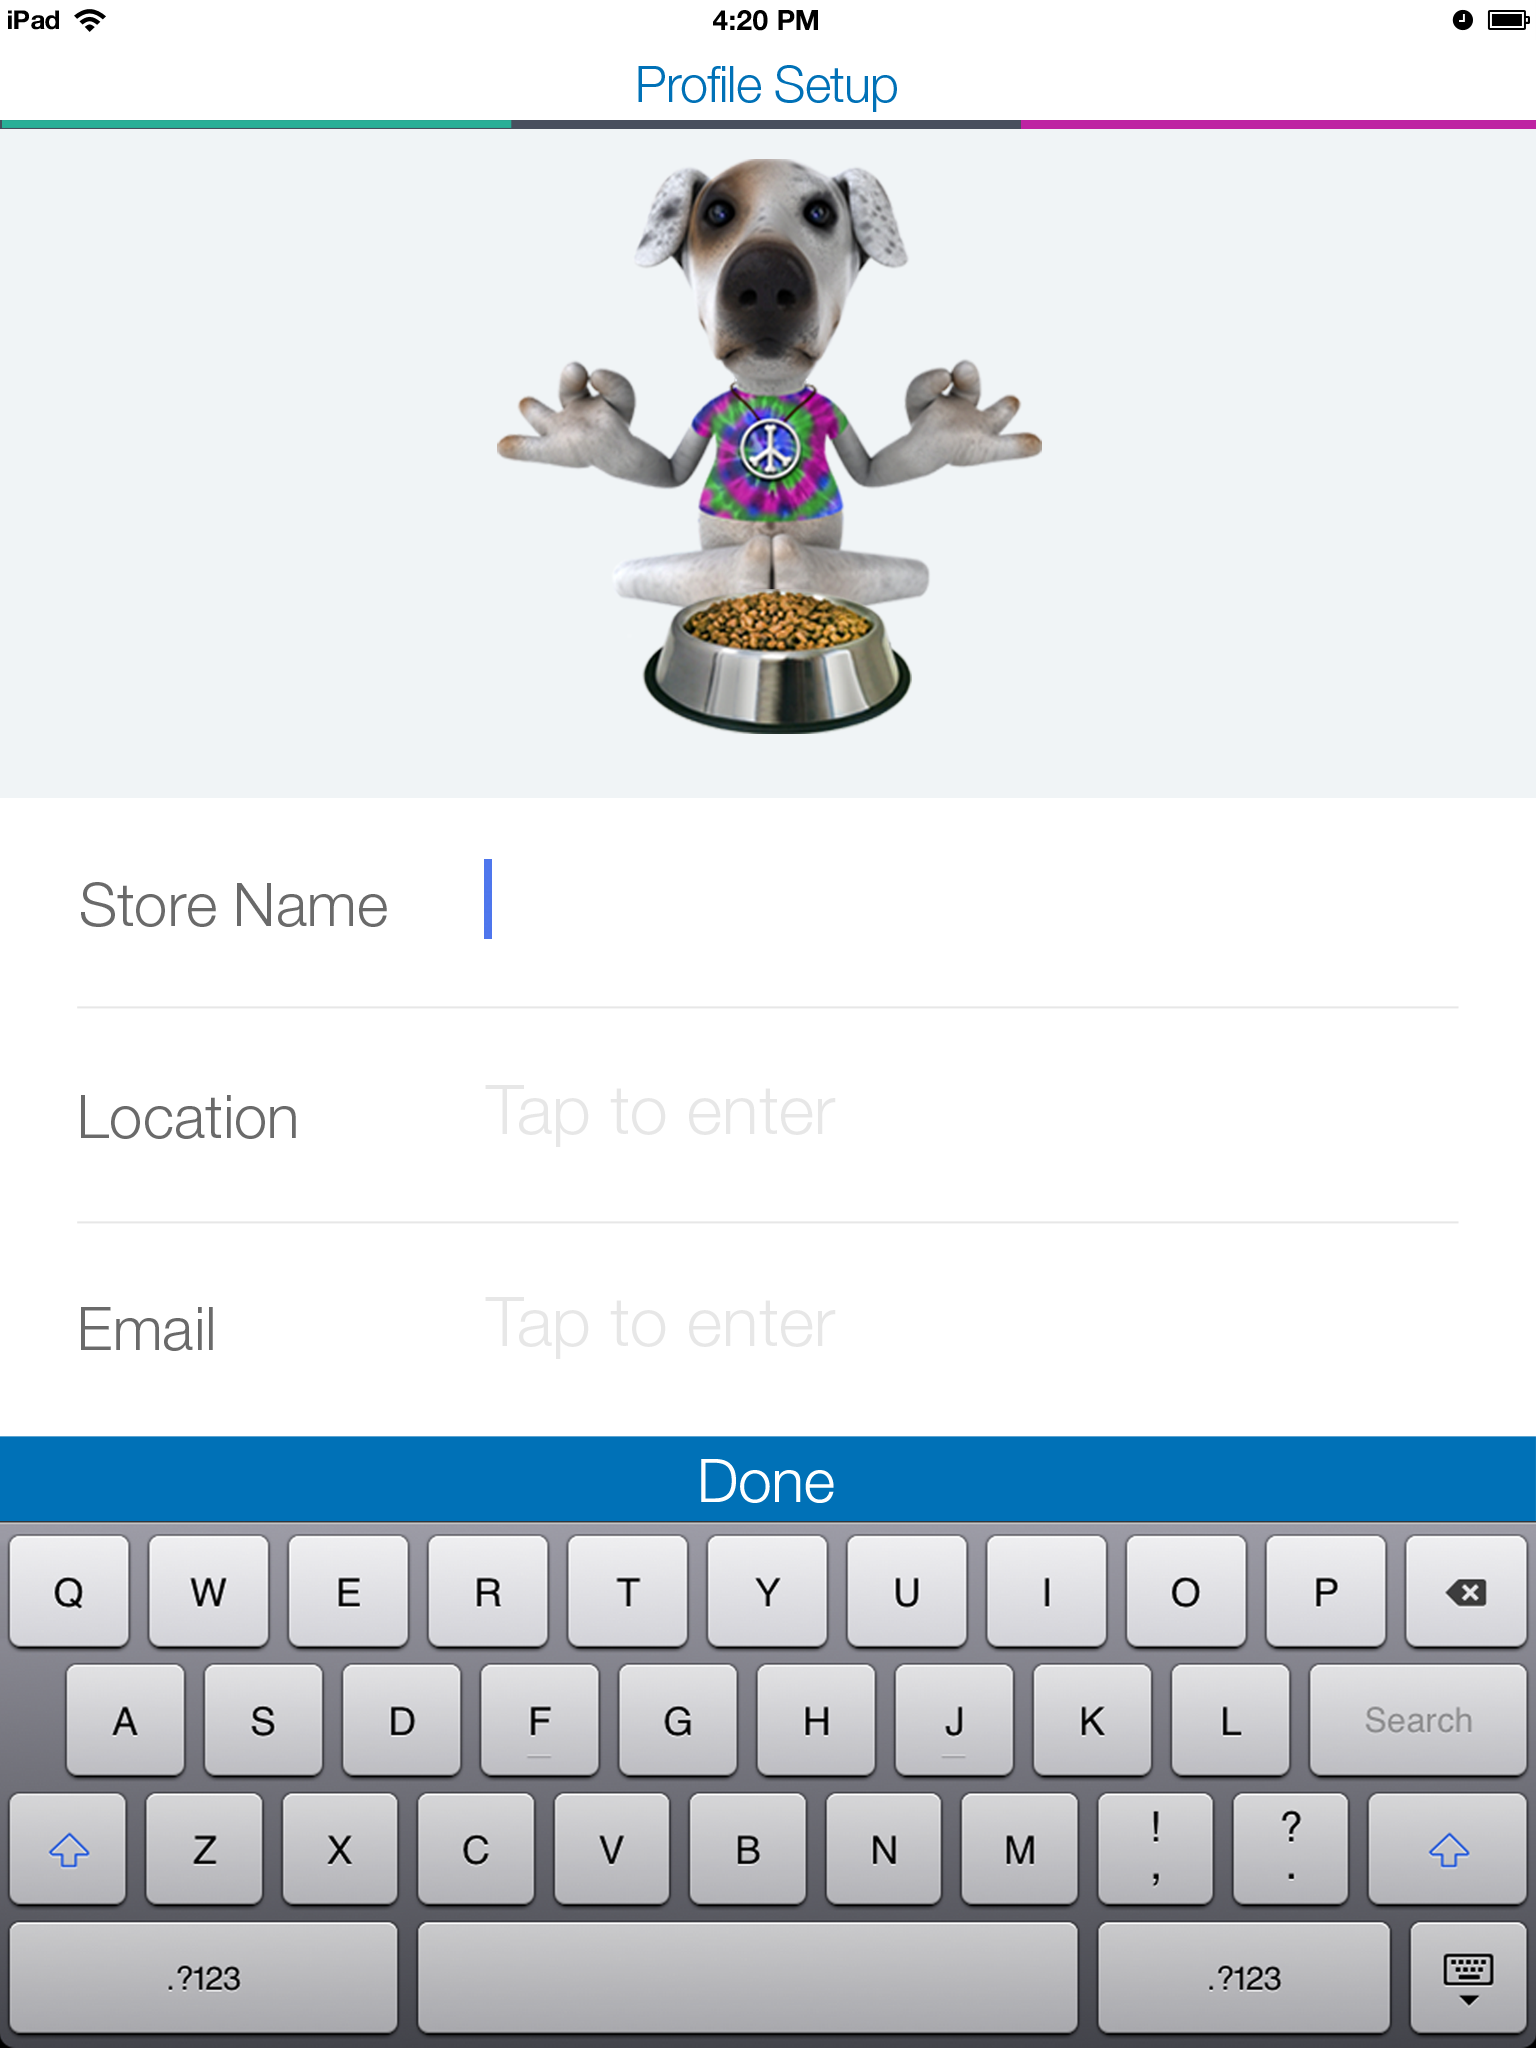 iPad 4:20 PM
Profile Setup
Store Name
Location Tap to enter
Email Tap to enter
Done
Q W E R T Y U I O P
A S D F G H J K L Search
Z X C V B N M ! , ? .
.?123 .?123